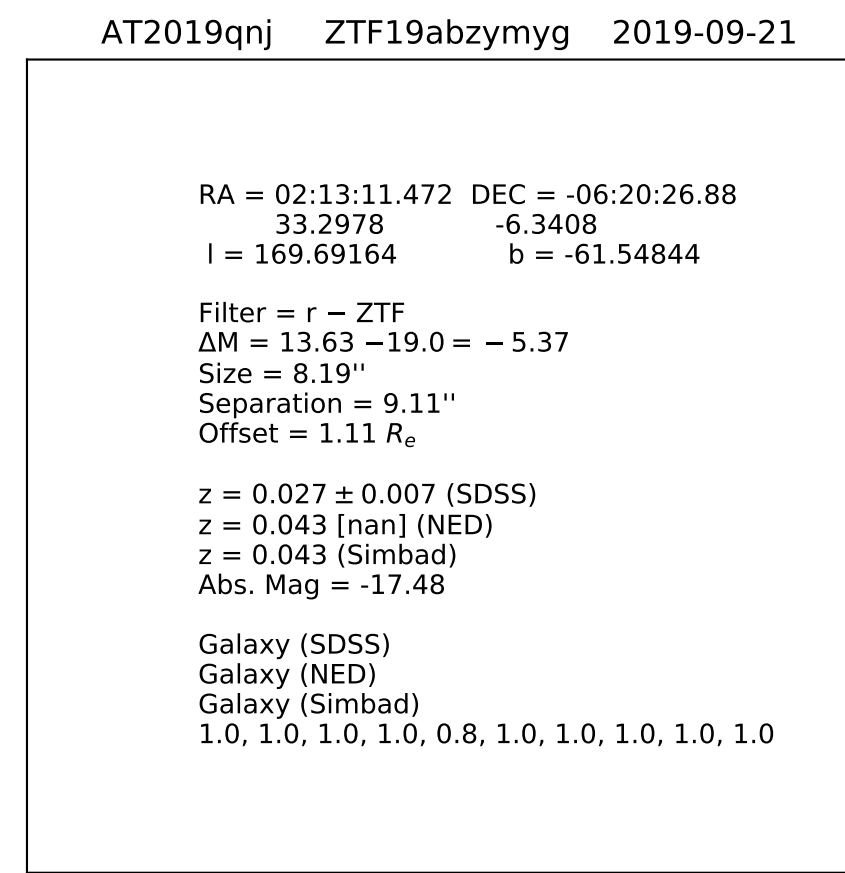 AT2019qnj ZTF19abzymyg 2019-09-21
RA = 02:13:11.472 DEC = -06:20:26.88
33.2978 -6.3408
l = 169.69164 b = -61.54844
Filter = r − ZTF
ΔM = 13.63 −19.0 = − 5.37
Size = 8.19''
Separation = 9.11''
Offset = 1.11 Re
z = 0.027 ± 0.007 (SDSS)
z = 0.043 [nan] (NED)
z = 0.043 (Simbad)
Abs. Mag = -17.48
Galaxy (SDSS)
Galaxy (NED)
Galaxy (Simbad)
1.0, 1.0, 1.0, 1.0, 0.8, 1.0, 1.0, 1.0, 1.0, 1.0